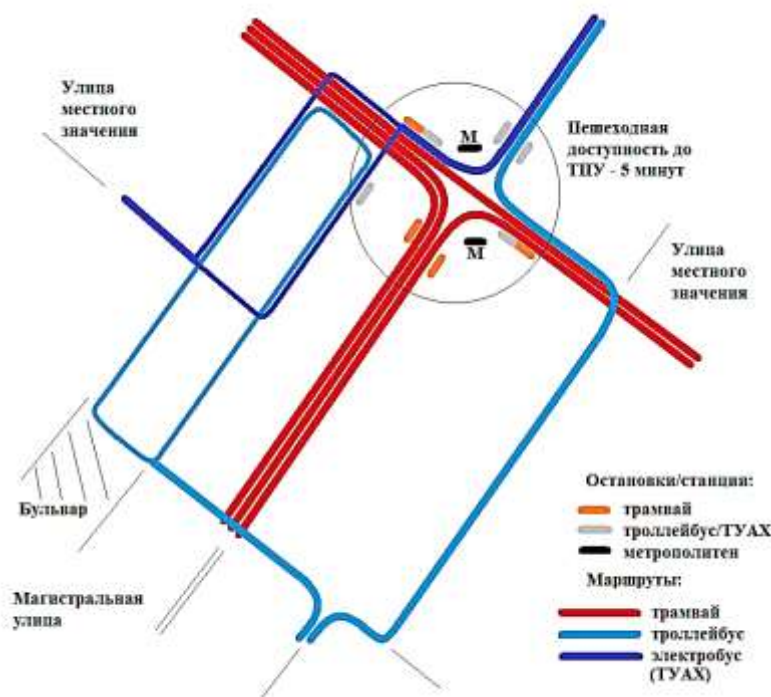 Улица
местного
значения
М
Пешеходная
доступность до
ТПУ - 5 минут
М
Улица
местного
значения
Бульвар
Магистральная
улица
Остановки/станции:
трамвай
троллейбус/ТУАХ
метрополитен
Маршруты:
трамвай
троллейбус
электробус
(ТУАХ)